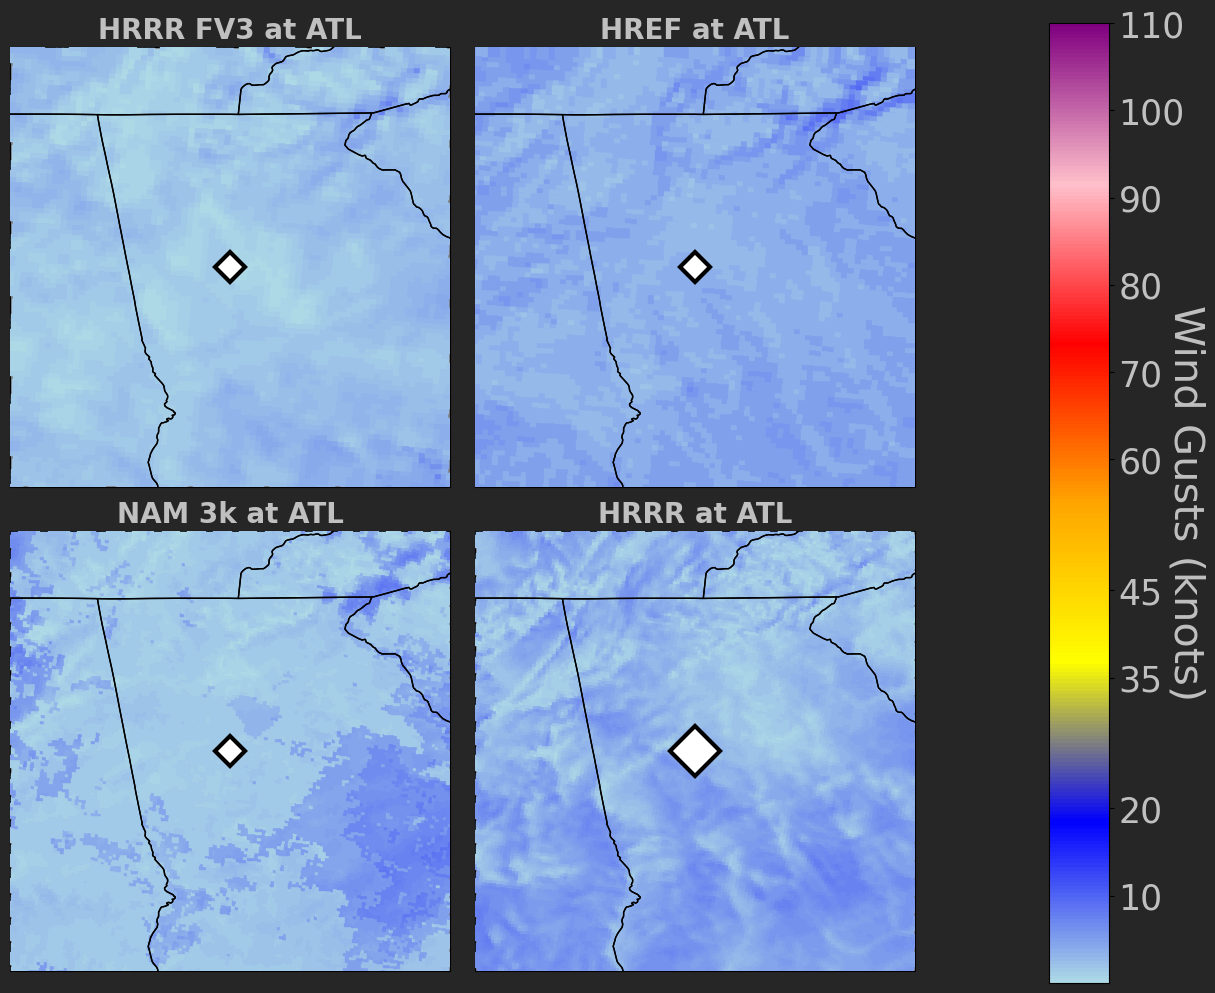 HRRR FV3 at ATL
HREF at ATL
NAM 3k at ATL
HRRR at ATL
110
100
90
80
70
60
45
35
20
10
Wind Gusts (knots)